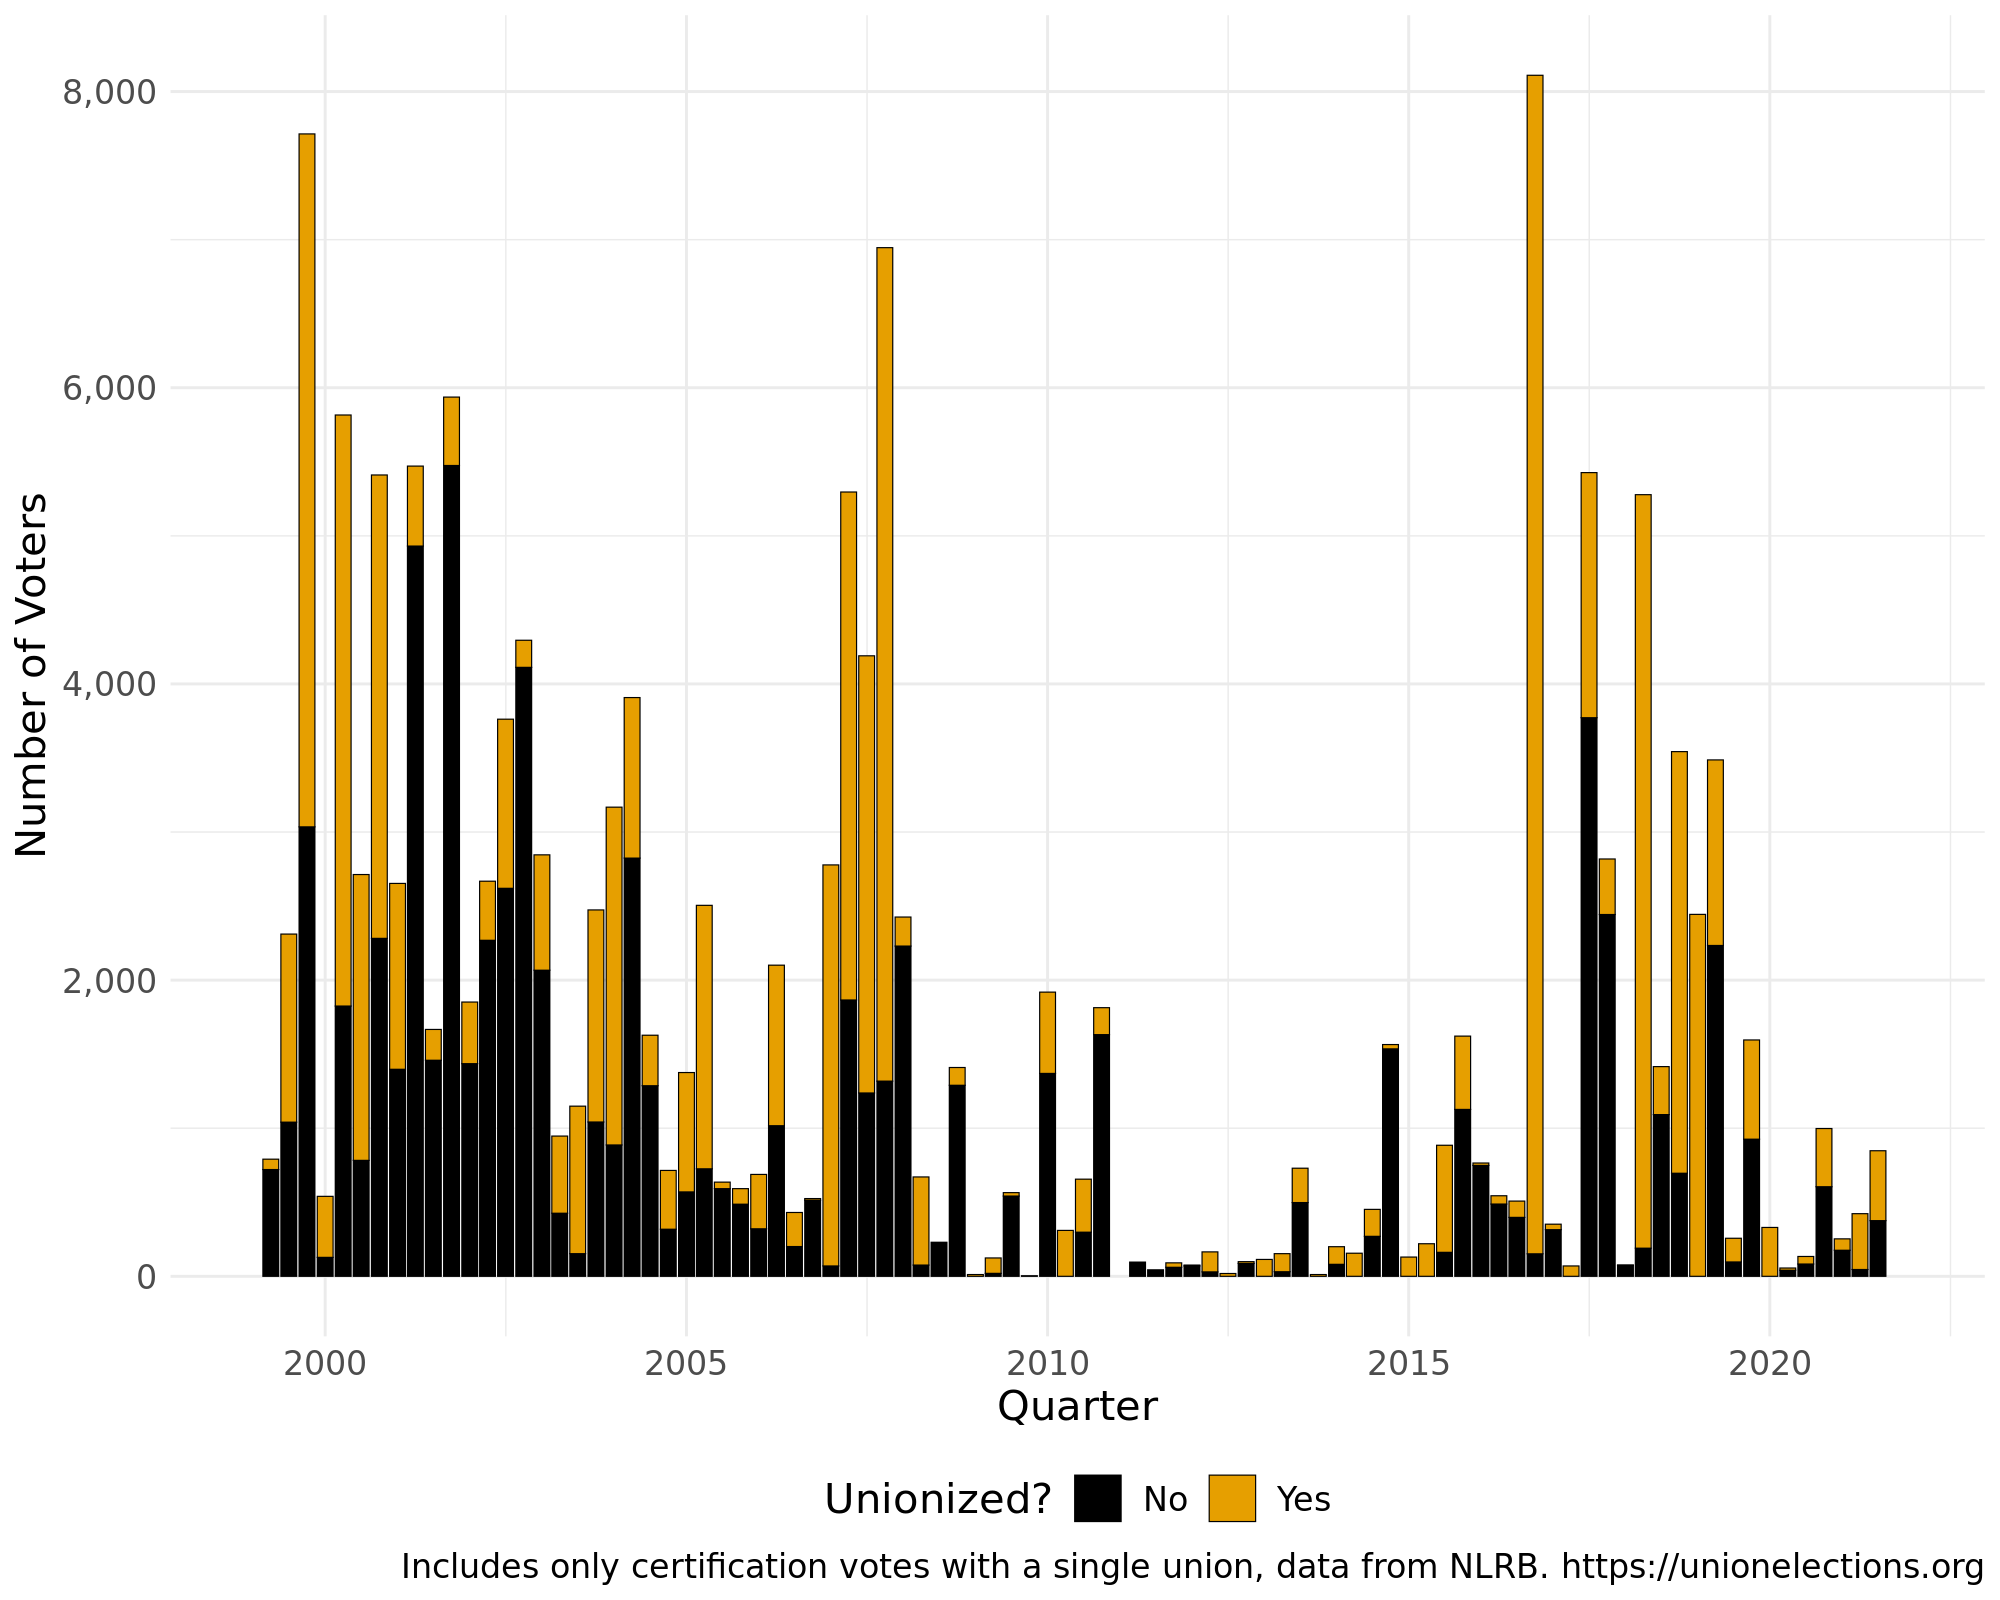 8,000
6,000
4,000
2,000
0
Number of Voters
2000 2005 2010 2015 2020
Quarter
Unionized? No Yes
Includes only certification votes with a single union, data from NLRB. https://unionelections.org